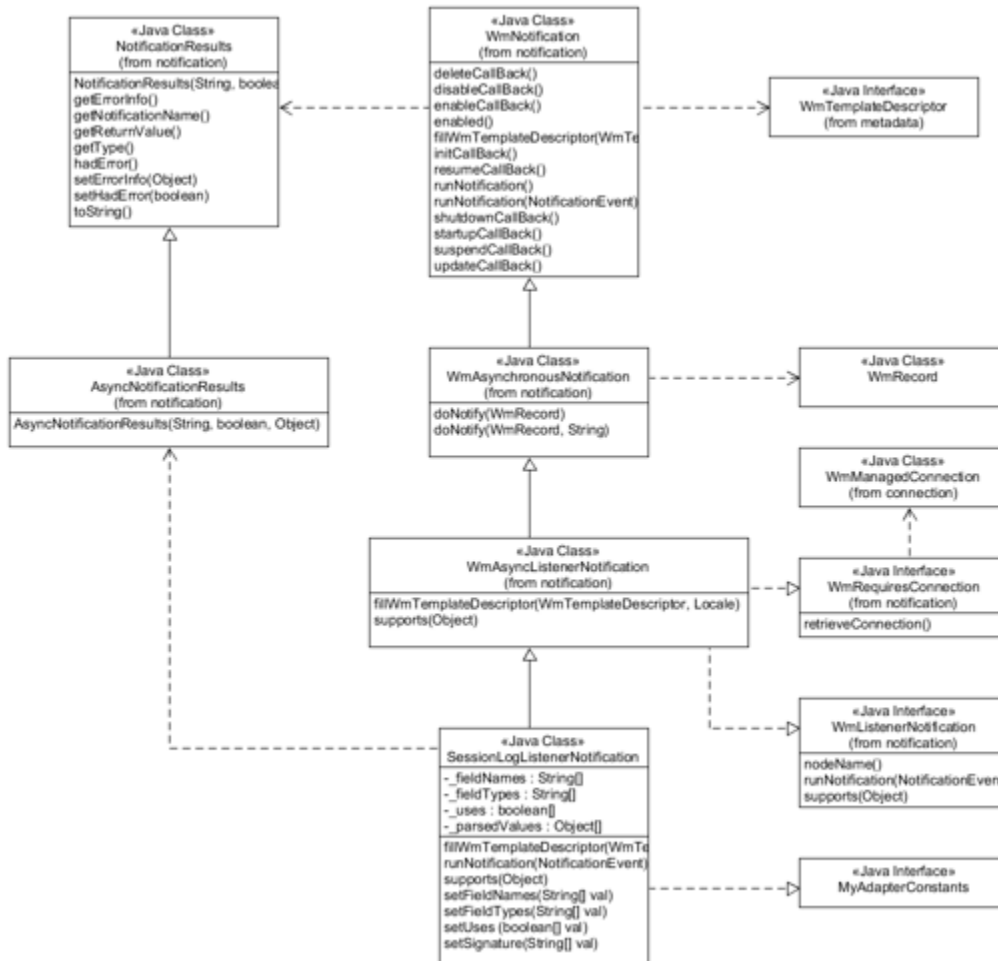 «Java Class»
NotificationResults
(from notification)
NotificationResults(String, boolea
getErrorInfo()
getNotificationName()
getReturnValue()
getType()
hadError()
setErrorInfo(Object)
setHadError(boolean)
toString()
«Java Class»
WmNotification
(from notification)
deleteCallBack()
disableCallBack()
enableCallBack()
enabled()
fillWmTemplateDescriptor(WmTe
initCallBack()
resumeCallBack()
runNotification()
runNotification(NotificationEvent)
shutdownCallBack()
startupCallBack()
suspendCallBack()
updateCallBack()
«Java Interface»
WmTemplateDescriptor
(from metadata)
«Java Class»
AsyncNotificationResults
(from notification)
AsyncNotificationResults(String, boolean, Object)
«Java Class»
WmAsynchronousNotification
(from notification)
doNotify(WmRecord)
doNotify(WmRecord, String)
«Java Class»
WmRecord
«Java Class»
WmManagedConnection
(from connection)
«Java Class»
WmAsyncListenerNotification
(from notification)
fillWmTemplateDescriptor(WmTemplateDescriptor, Locale)
supports(Object)
«Java Interface»
WmRequiresConnection
(from notification)
retrieveConnection()
«Java Interface»
WmListenerNotification
(from notification)
nodeName()
runNotification(NotificationEven
supports(Object)
«Java Class»
SessionLogListenerNotification
-_fieldNames : String[]
-_fieldTypes : String[]
-_uses : boolean[]
-_parsedValues : Object[]
fillWmTemplateDescriptor(WmTe
runNotification(NotificationEvent)
supports(Object)
setFieldNames(String[] val)
setFieldTypes(String[] val)
setUses (boolean[] val)
setSignature(String[] val)
«Java Interface»
MyAdapterConstants